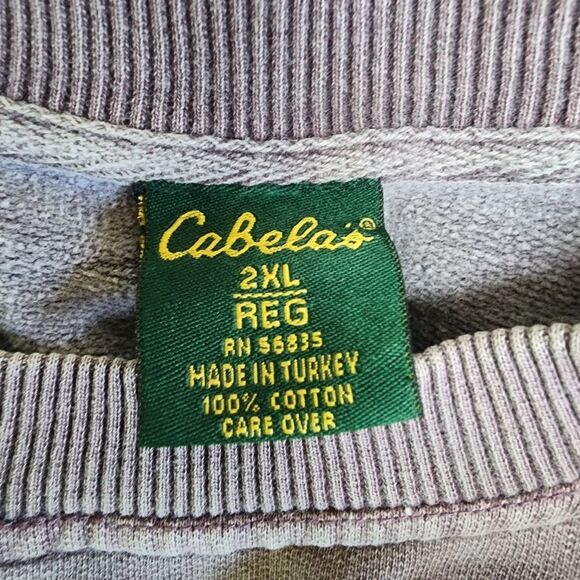 Cabela's®
2XL
REG
RN 56835
MADE IN TURKEY
100% COTTON
CARE OVER